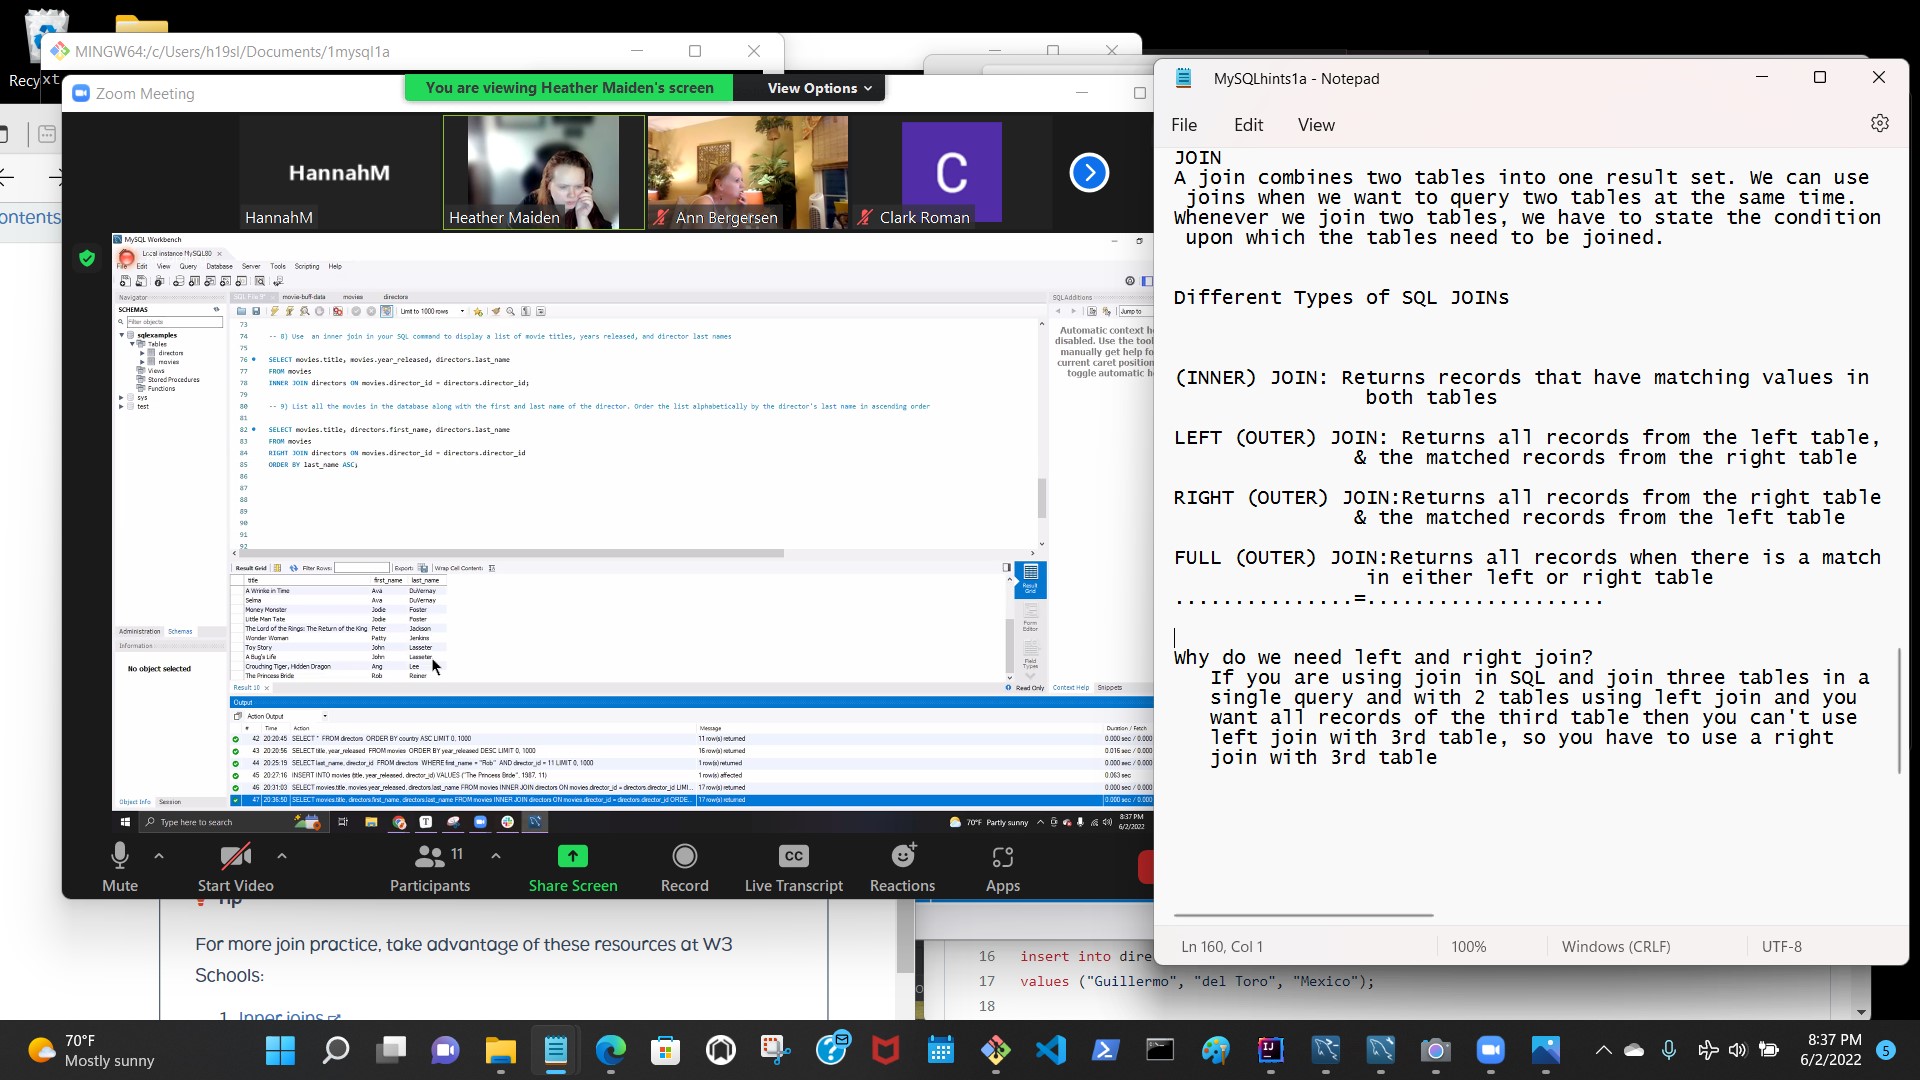 Recy
xt
MINGW64:/c/Users/h19sl/Documents/1mysql1a
Zoom Meeting
You are viewing Heather Maiden's screen
View Options
HannahM
HannahM
Heather Maiden
Ann Bergersen
C
Clark Roman
ontents
MySQL Workbench
Local instance MySQL80
File Edit View Query Database Server Tools Scripting Help
Navigator
SCHEMAS
Filter objects
sqlexamples
Tables
directors
movies
Views
Stored Procedures
Functions
sys
test
Administration Schemas
Information
No object selected
Object Info Session
movie-buff-data movies directors
Limit to 1000 rows
73
74 -- 8) Use an inner join in your SQL command to display a list of movie titles, years released, and director last names
75
76 SELECT movies.title, movies.year_released, directors.last_name
77 FROM movies
78 INNER JOIN directors ON movies.director_id = directors.director_id;
79
80 -- 9) List all the movies in the database along with the first and last name of the director. Order the list alphabetically by the director's last name in ascending order
81
82 SELECT movies.title, directors.first_name, directors.last_name
83 FROM movies
84 RIGHT JOIN directors ON movies.director_id = directors.director_id
85 ORDER BY last_name ASC;
86
87
88
89
90
91
92
SQLAdditions
Jump to
Automatic context he
disabled. Use the tool
manually get help fo
current caret position
toggle automatic he
Result Grid Filter Rows: Export: Wrap Cell Content:
title first_name last_name
A Wrinke in Time Ava DuVernay
Selma Ava DuVernay
Money Monster Jodie Foster
Little Man Tate Jodie Foster
The Lord of the Rings: The Return of the King Peter Jackson
Wonder Woman Patty Jenkins
Toy Story John Lasseter
A Bug's Life John Lasseter
Crouching Tiger, Hidden Dragon Ang Lee
The Princess Bride Rob Reiner
Result Grid
Form Editor
Field Types
Result 10
Read Only
Context Help Snippets
Output
Action Output
# Time Action Message Duration / Fetch
42 20:20:45 SELECT * FROM directors ORDER BY country ASC LIMIT 0, 1000 11 row(s) returned 0.000 sec / 0.000
43 20:20:56 SELECT title, year_released FROM movies ORDER BY year_released DESC LIMIT 0, 1000 16 row(s) returned 0.016 sec / 0.000
44 20:25:19 SELECT last_name, director_id FROM directors WHERE first_name = "Rob" AND director_id = 11 LIMIT 0, 1000 1 row(s) returned 0.000 sec / 0.000
45 20:27:16 INSERT INTO movies (title, year_released, director_id) VALUES ("The Princess Bride", 1987, 11) 1 row(s) affected 0.063 sec
46 20:31:03 SELECT movies.title, movies.year_released, directors.last_name FROM movies INNER JOIN directors ON movies.director_id = directors.director_id LIMI... 17 row(s) returned 0.000 sec / 0.000
47 20:36:50 SELECT movies.title, directors.first_name, directors.last_name FROM movies INNER JOIN directors ON movies.director_id = directors.director_id ORDE... 17 row(s) returned 0.000 sec / 0.000
Type here to search
70°F Partly sunny
8:37 PM
6/2/2022
Mute
Start Video
11
Participants
Share Screen
Record
CC
Live Transcript
Reactions
Apps
MySQLhints1a - Notepad
File Edit View
JOIN
A join combines two tables into one result set. We can use
joins when we want to query two tables at the same time.
Whenever we join two tables, we have to state the condition
upon which the tables need to be joined.
Different Types of SQL JOINs
(INNER) JOIN: Returns records that have matching values in
both tables
LEFT (OUTER) JOIN: Returns all records from the left table,
& the matched records from the right table
RIGHT (OUTER) JOIN:Returns all records from the right table
& the matched records from the left table
FULL (OUTER) JOIN:Returns all records when there is a match
in either left or right table
...............=....................
Why do we need left and right join?
If you are using join in SQL and join three tables in a
single query and with 2 tables using left join and you
want all records of the third table then you can't use
left join with 3rd table, so you have to use a right
join with 3rd table
Ln 160, Col 1
100%
Windows (CRLF)
UTF-8
Tip
For more join practice, take advantage of these resources at W3
Schools:
1. Inner joins
16 insert into dire
17 values ("Guillermo", "del Toro", "Mexico");
18
70°F
Mostly sunny
8:37 PM
6/2/2022
5